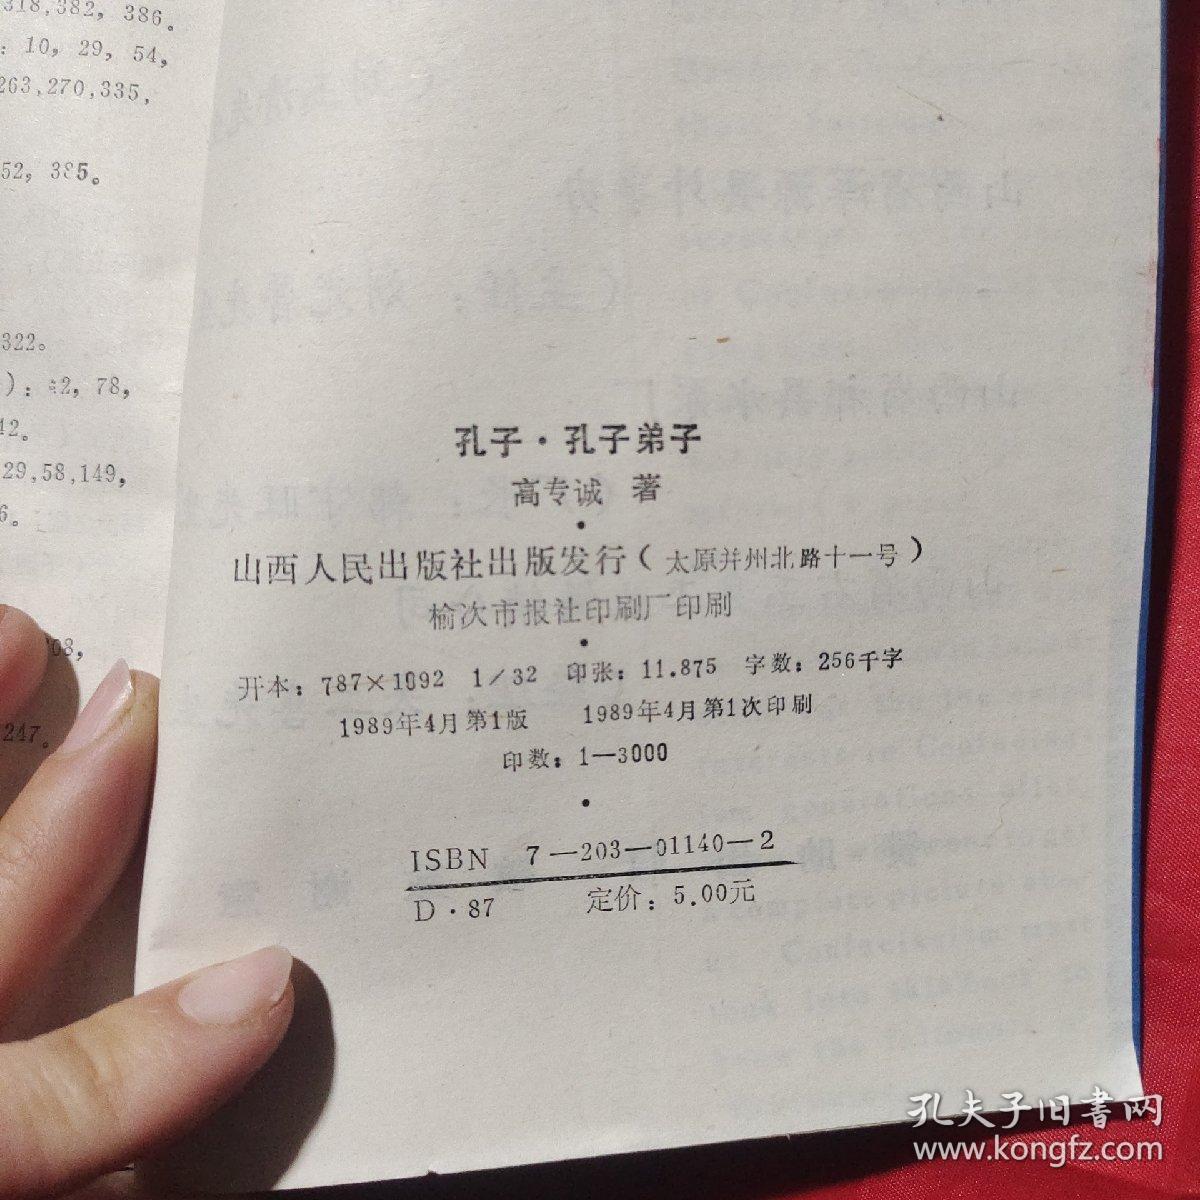 318,382, 386。
: 10, 29, 54,
263,270,335,
52, 385。
322。
): 42, 78,
42。
29,58,149,
6。
08,
247。
孔子·孔子弟子
高专诚 著
·
山西人民出版社出版发行(太原并州北路十一号)
榆次市报社印刷厂印刷
·
开本:787×1092 1/32 印张:11.875 字数:256千字
1989年4月第1版 1989年4月第1次印刷
印数:1—3000
·
ISBN 7—203—01140—2
D·87 定价:5.00元
孔夫子旧书网
www.kongfz.com